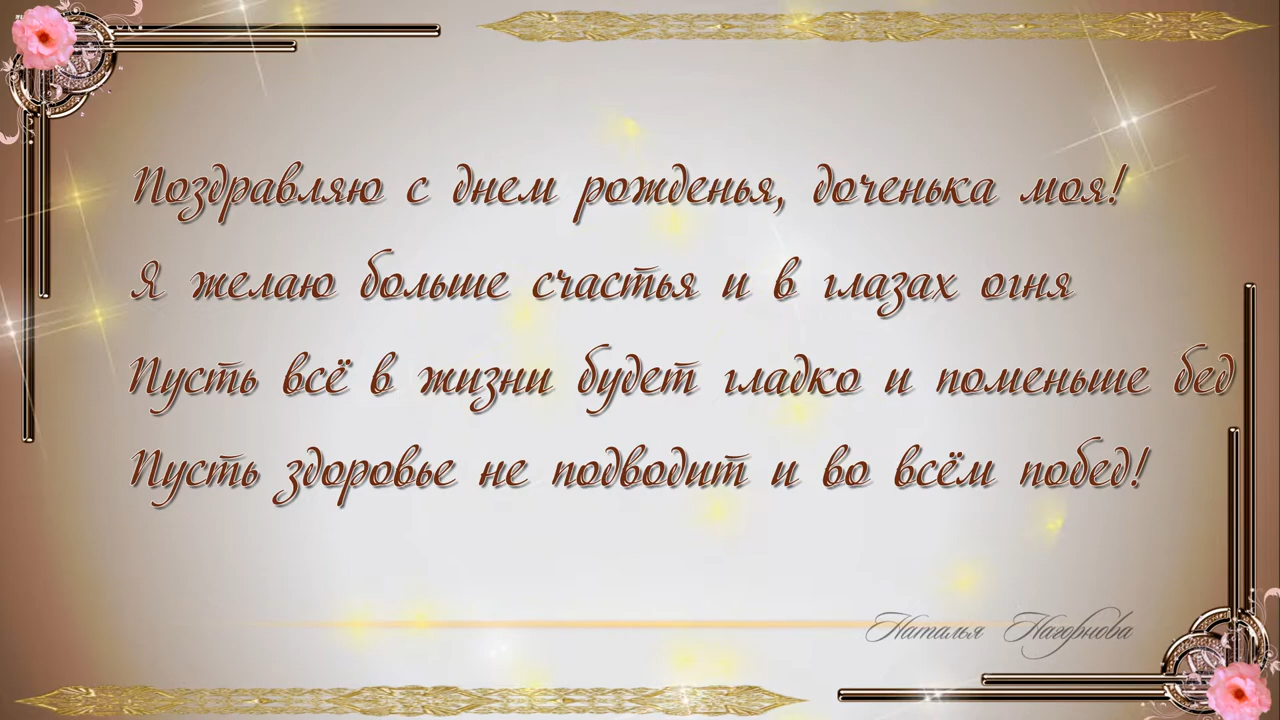 Поздравляю с днем рожденья, доченька моя!
Я желаю больше счастья и в глазах огня
Пусть всё в жизни будет гладко и поменьше бед
Пусть здоровье не подводит и во всём побед!
Наталья Нагорнова